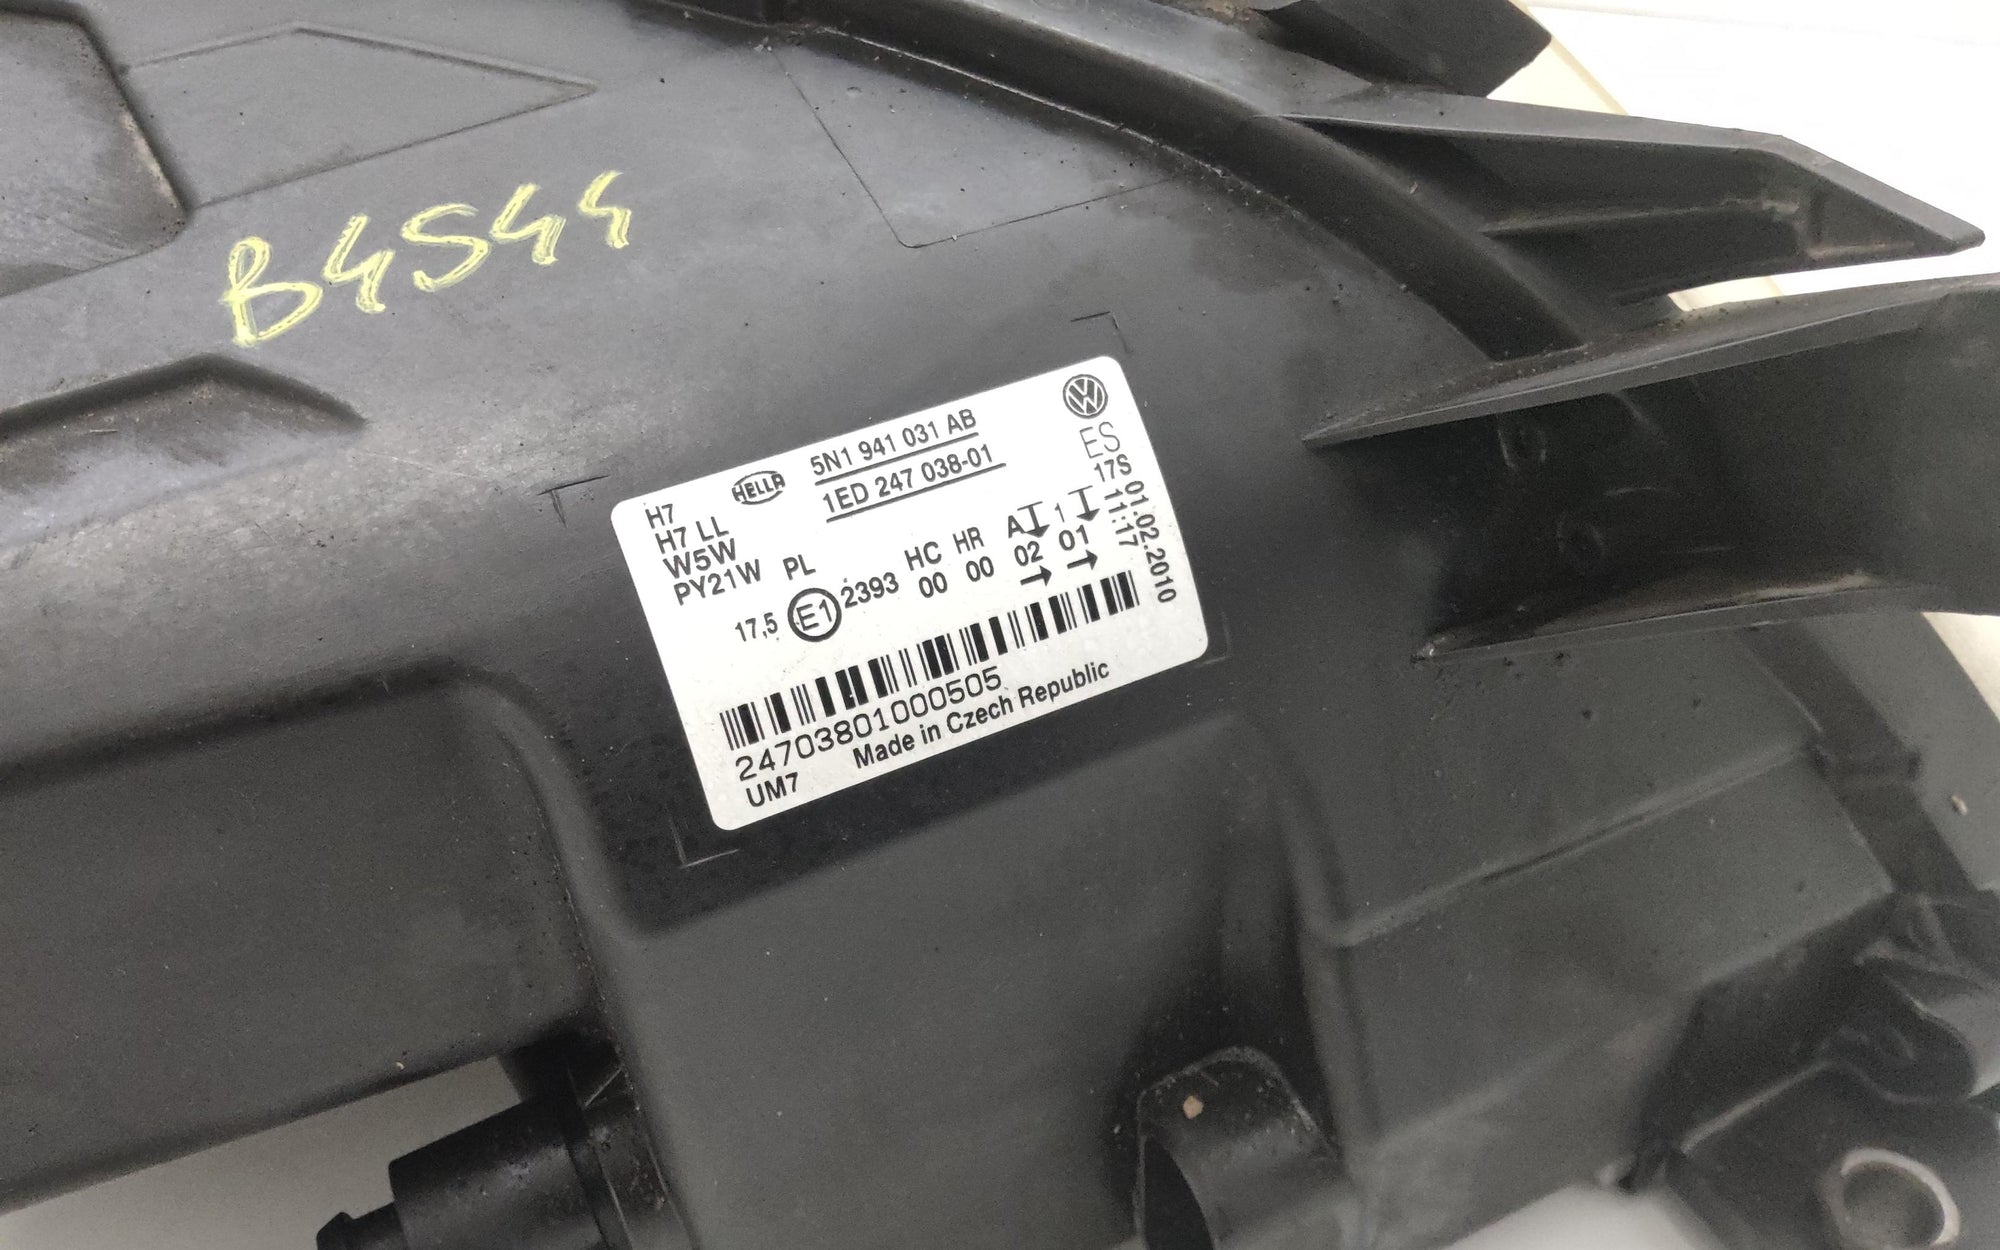 B4544
HELLA
5N1 941 031 AB
1ED 247 038-01
ES
17S
H7
H7 LL
W5W
PY21W
PL
HC HR A 1
17,5 E1 2393 00 00 02 01
01.02.2010
11:17
24703801000505
UM7
Made in Czech Republic